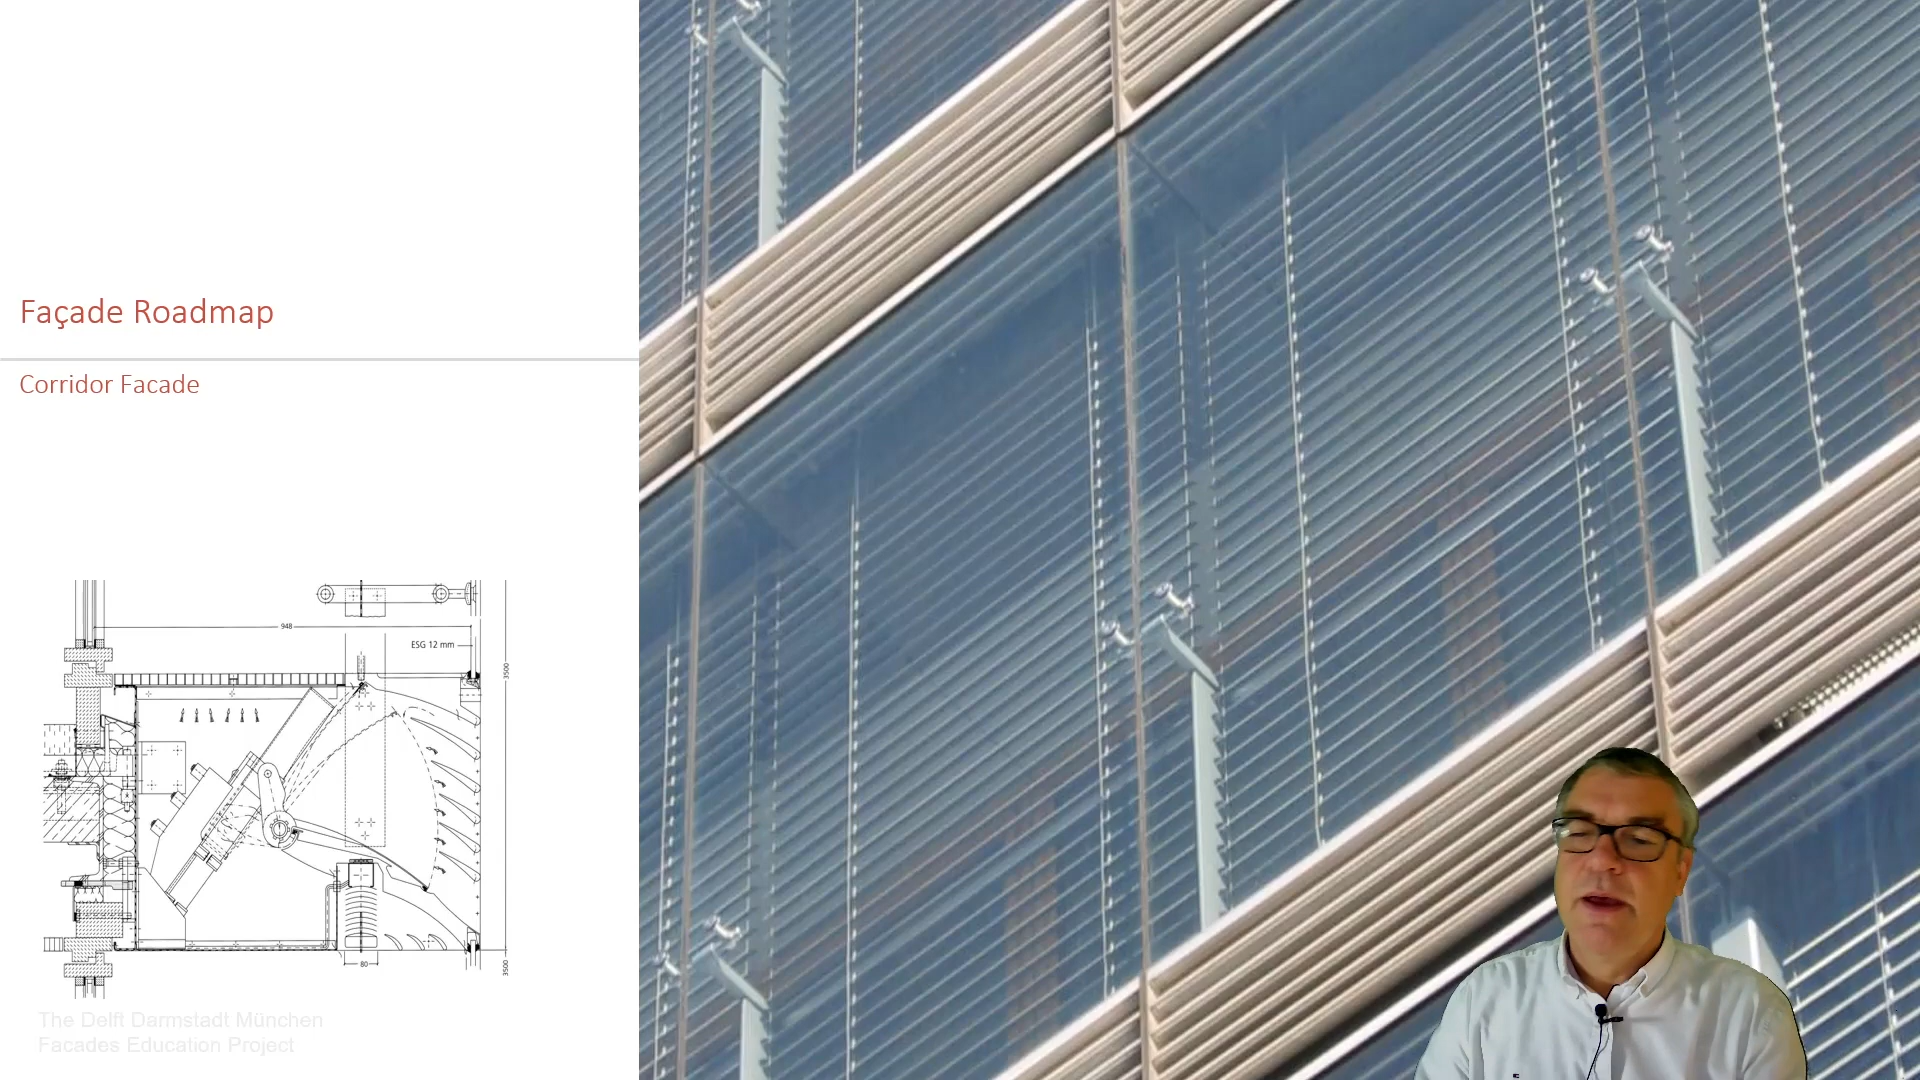 Façade Roadmap
Corridor Facade
948
ESG 12 mm
3500
80
3500
The Delft Darmstadt München
Facades Education Project